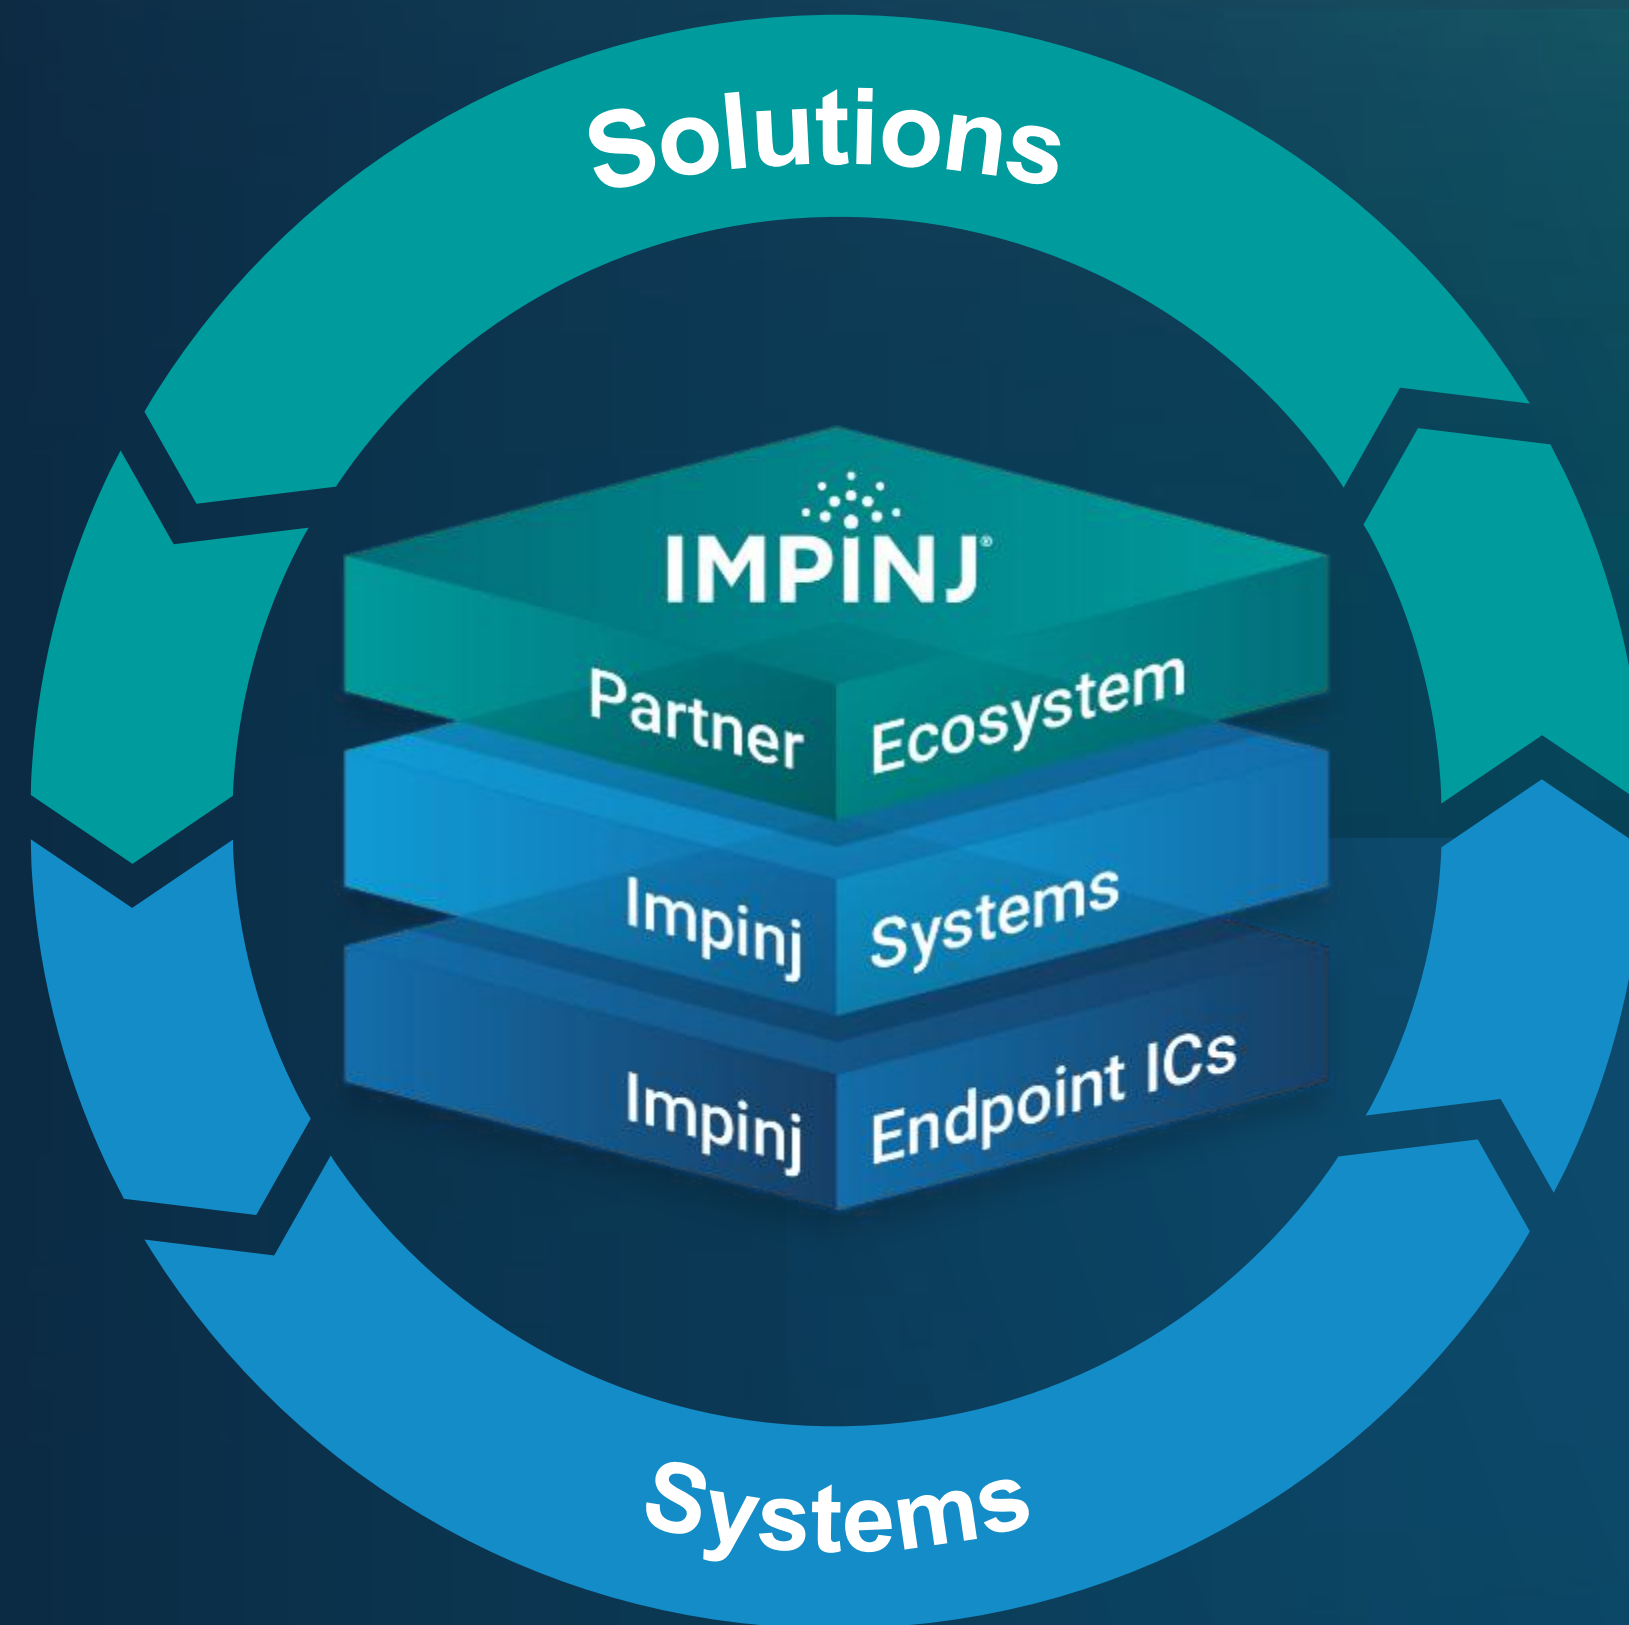 Solutions
IMPINJ®
Partner Ecosystem
Impinj Systems
Impinj Endpoint ICs
Systems